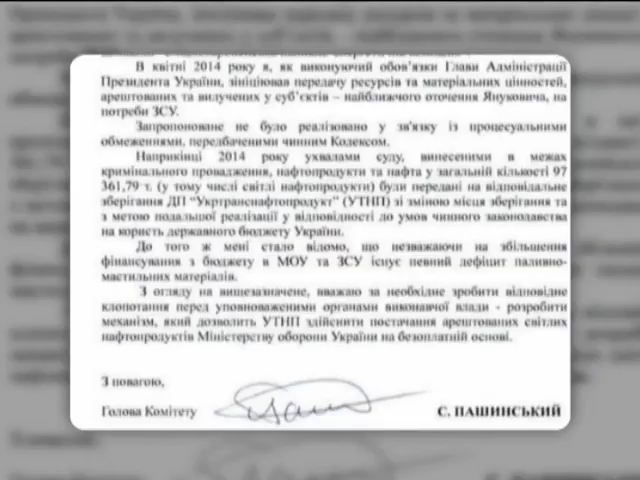 В квітні 2014 року я, як виконуючий обов'язки Глави Адміністрації
Президента України, зініціював передачу ресурсів та матеріальних цінностей,
арештованих та вилучених у суб'єктів – найближчого оточення Януковича, на
потреби ЗСУ.
Запропоноване не було реалізовано у зв'язку із процесуальними
обмеженнями, передбаченими чинним Кодексом.
Наприкінці 2014 року ухвалами суду, винесеними в межах
кримінального провадження, нафтопродукти та нафта у загальній кількості 97
361,79 т. (у тому числі світлі нафтопродукти) були передані на відповідальне
зберігання ДП "Укртранснафтопродукт" (УТНП) зі зміною місця зберігання та
з метою подальшої реалізації у відповідності до умов чинного законодавства
на користь державного бюджету України.
До того ж мені стало відомо, що незважаючи на збільшення
фінансування з бюджету в МОУ та ЗСУ існує певний дефіцит паливно-
мастильних матеріалів.
З огляду на вищезазначене, вважаю за необхідне зробити відповідне
клопотання перед уповноваженими органами виконавчої влади - розробити
механізм, який дозволить УТНП здійснити постачання арештованих світлих
нафтопродуктів Міністерству оборони України на безоплатній основі.
З повагою,
Голова Комітету С. ПАШИНСЬКИЙ